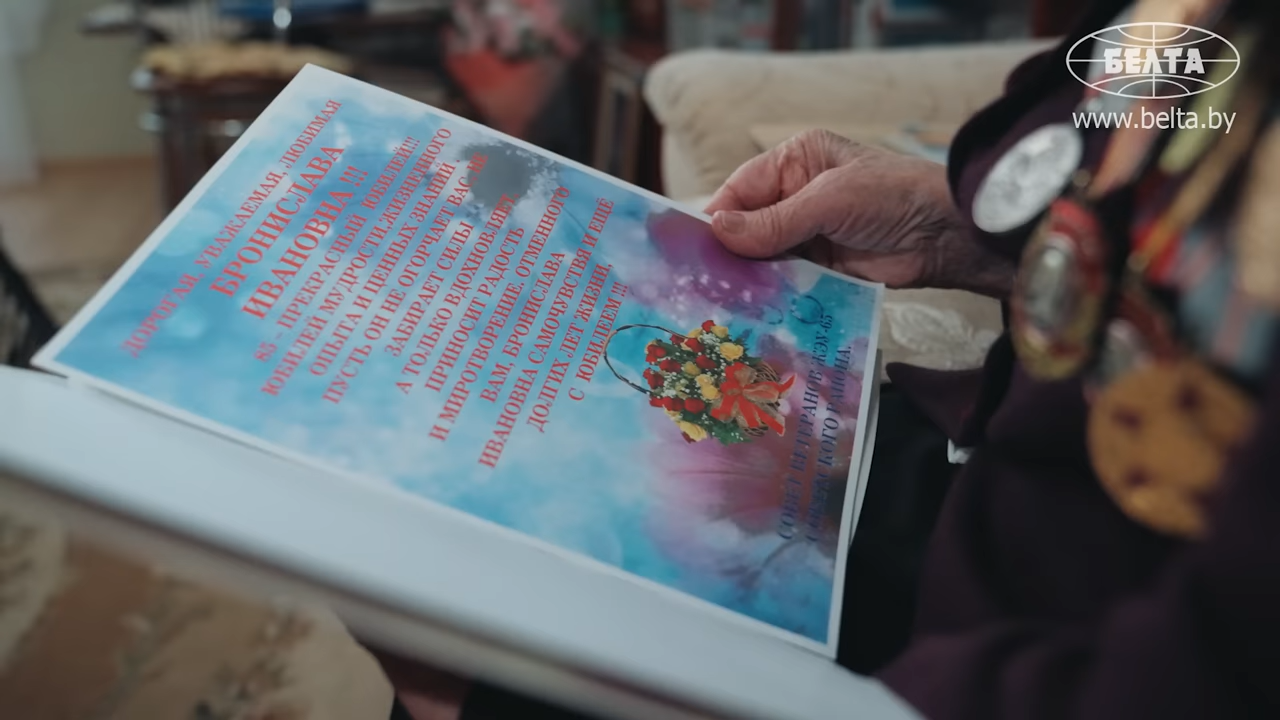 ДОРОГАЯ, УВАЖАЕМАЯ, ЛЮБИМАЯ
БРОНИСЛАВА
ИВАНОВНА !!!
85 - ПРЕКРАСНЫЙ ЮБИЛЕЙ!!!
ЮБИЛЕЙ МУДРОСТИ, ЖИЗНЕННОГО
ОПЫТА И ЦЕННЫХ ЗНАНИЙ
ПУСТЬ ОН НЕ ОГОРЧАЕТ ВАС, НЕ
ЗАБИРАЕТ СИЛЫ
А ТОЛЬКО ВДОХНОВЛЯЕТ,
ПРИНОСИТ РАДОСТЬ
И МИРОТВОРЕНИЕ. ОТМЕННОГО
ВАМ, БРОНИСЛАВА
ИВАНОВНА САМОЧУВСТВИЯ И ЕЩЁ
ДОЛГИХ ЛЕТ ЖИЗНИ,
С ЮБИЛЕЕМ !!!
СОВЕТ ВЕТЕРАНОВ ЖЭУ-65
РАЙОНА.
БЕЛТА
www.belta.by